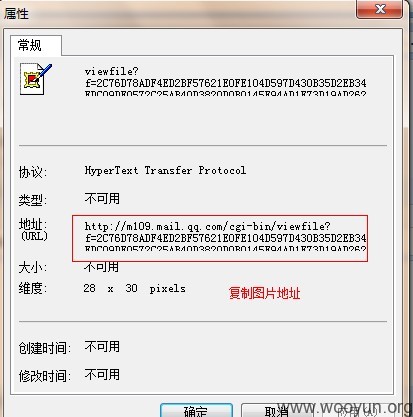 属性
常规
viewfile?
f=2C76D78ADF4ED2BF57621E0FE104D597D430B35D2EB34
协议: HyperText Transfer Protocol
类型: 不可用
地址: http://m109.mail.qq.com/cgi-bin/viewfile?
(URL) f=2C76D78ADF4ED2BF57621E0FE104D597D430B35D2EB34
大小: 不可用
维度: 28 x 30 pixels
复制图片地址
创建时间: 不可用
修改时间: 不可用
确定 取消
www.wooyun.org